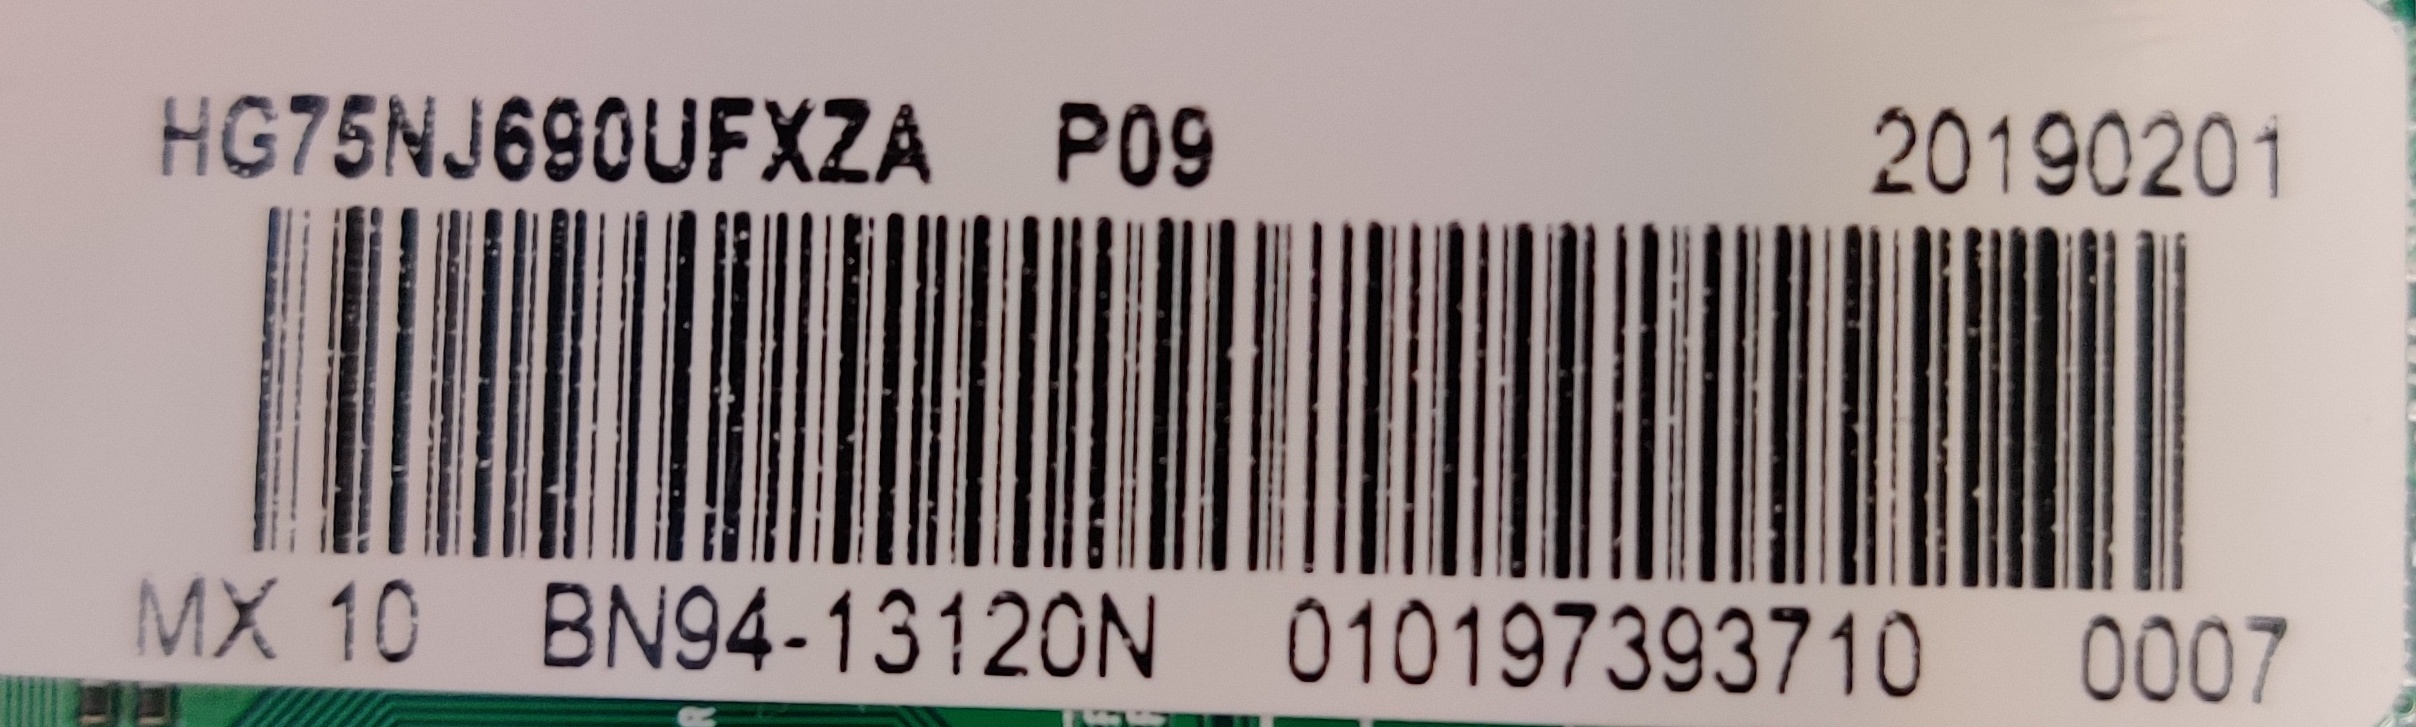 HG75NJ690UFXZA P09 20190201
MX 10 BN94-13120N 010197393710 0007
R